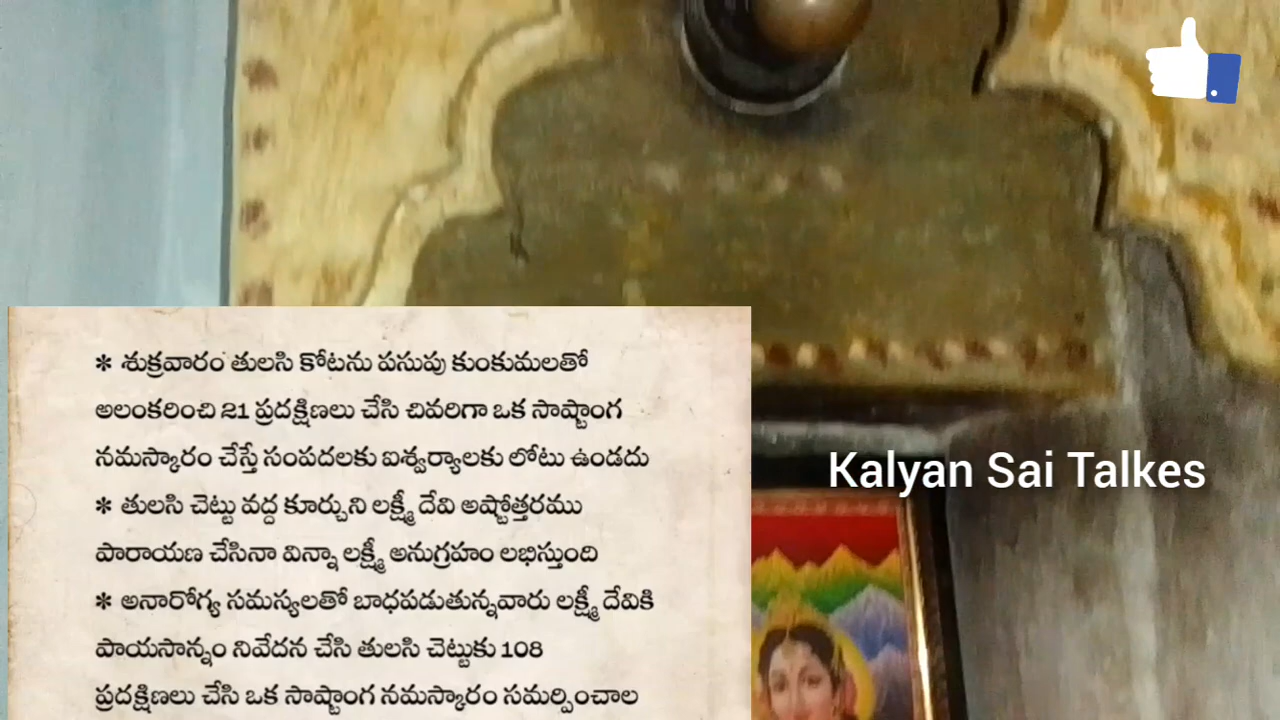 * శుక్రవారం తులసి కోటను పసుపు కుంకుమలతో
అలంకరించి 21 ప్రదక్షిణలు చేసి చివరిగా ఒక సాష్టాంగ
నమస్కారం చేస్తే సంపదలకు ఐశ్వర్యాలకు లోటు ఉండదు
* తులసి చెట్టు వద్ద కూర్చుని లక్ష్మీ దేవి అష్టోత్తరము
పారాయణ చేసినా విన్నా లక్ష్మీ అనుగ్రహం లభిస్తుంది
* అనారోగ్య సమస్యలతో బాధపడుతున్నవారు లక్ష్మీ దేవికి
పాయసాన్నం నివేదన చేసి తులసి చెట్టుకు 108
ప్రదక్షిణలు చేసి ఒక సాష్టాంగ నమస్కారం సమర్పించాల
Kalyan Sai Talkes